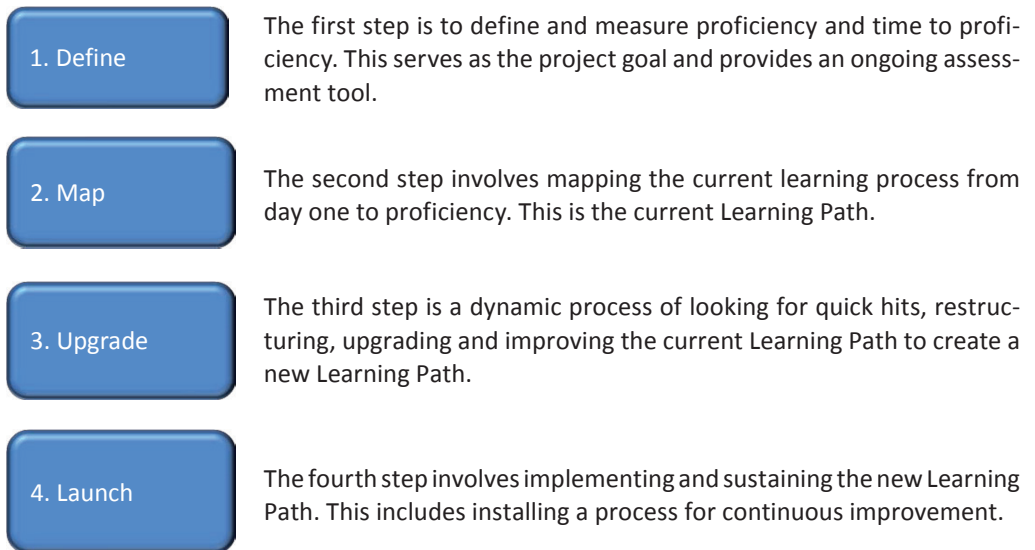 1. Define
The first step is to define and measure proficiency and time to profi-
ciency. This serves as the project goal and provides an ongoing assess-
ment tool.
2. Map
The second step involves mapping the current learning process from
day one to proficiency. This is the current Learning Path.
3. Upgrade
The third step is a dynamic process of looking for quick hits, restruc-
turing, upgrading and improving the current Learning Path to create a
new Learning Path.
4. Launch
The fourth step involves implementing and sustaining the new Learning
Path. This includes installing a process for continuous improvement.